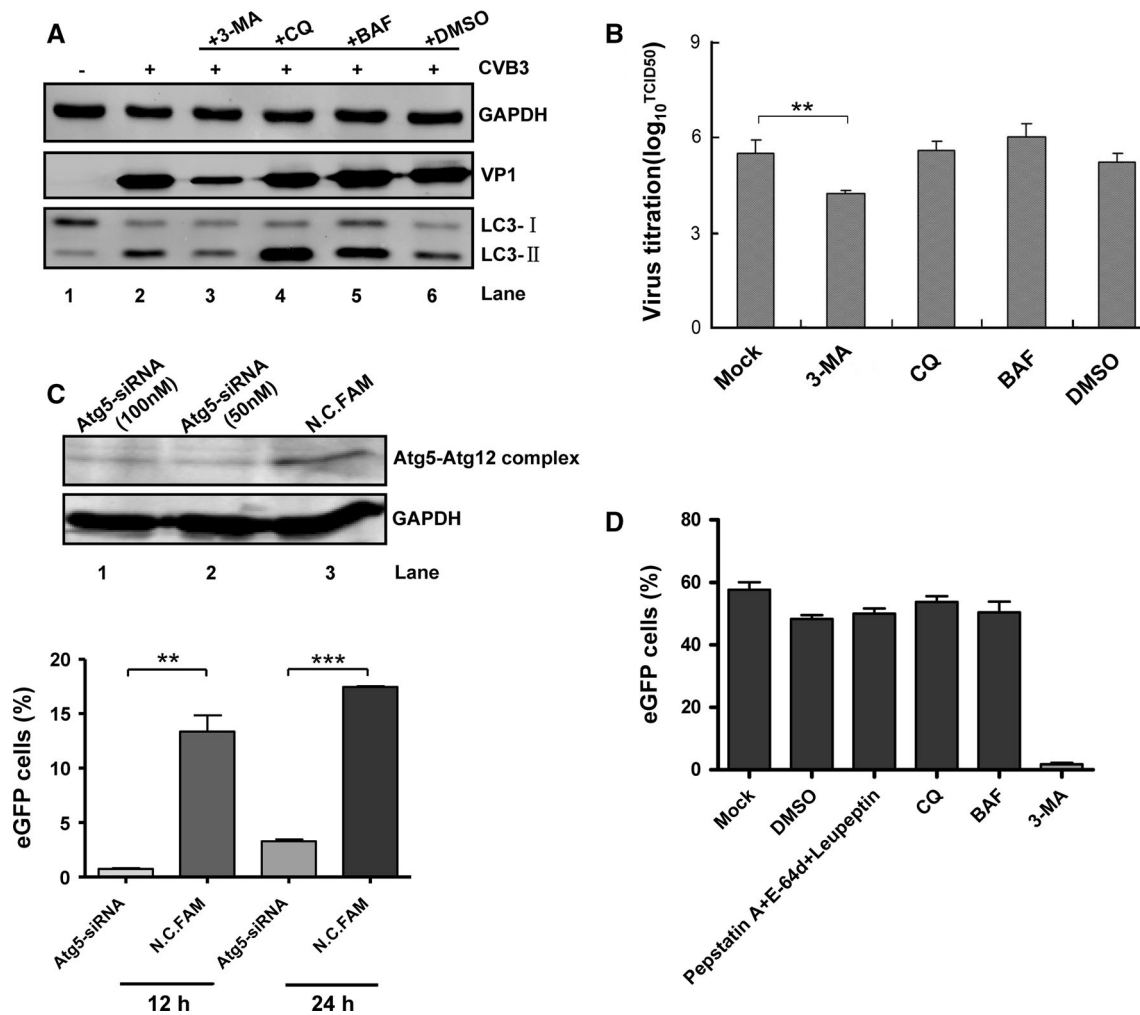 A
+3-MA +CQ +BAF +DMSO
- + + + + + CVB3
GAPDH
VP1
LC3- I
LC3- II
1 2 3 4 5 6 Lane
B
Virus titration(log10TCID50)
9
6
3
0
**
Mock 3-MA CQ BAF DMSO
C
Atg5-siRNA (100nM) Atg5-siRNA (50nM) N.C.FAM
Atg5-Atg12 complex
GAPDH
1 2 3 Lane
eGFP cells (%)
20
15
10
5
0
** ***
Atg5-siRNA N.C.FAM Atg5-siRNA N.C.FAM
12 h 24 h
D
eGFP cells (%)
80
60
40
20
0
Mock DMSO Pepstatin A+E-64d+Leupeptin CQ BAF 3-MA